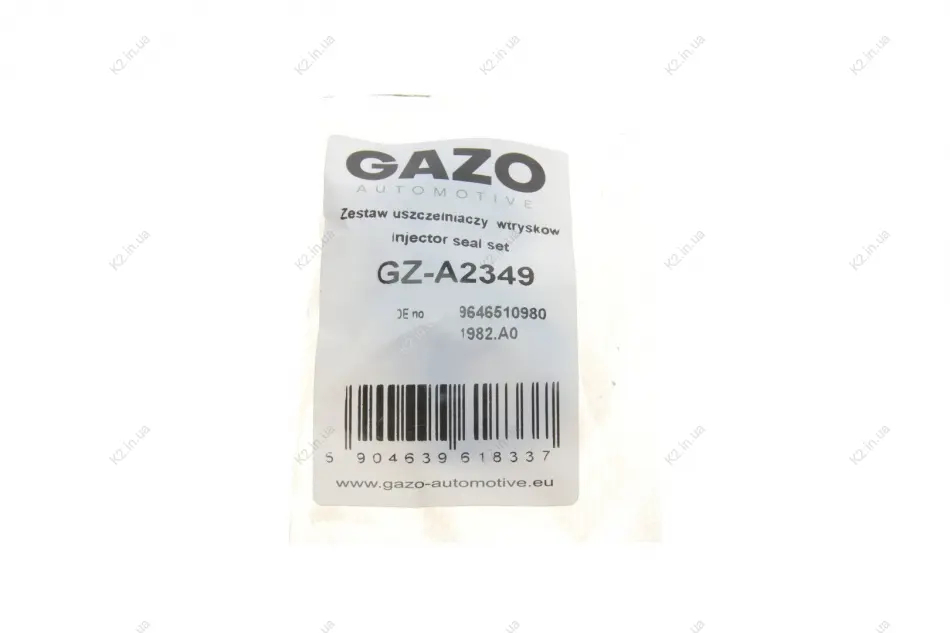 GAZO
AUTOMOTIVE
Zestaw uszczelniaczy wtrysków
injector seal set
GZ-A2349
OE no 9646510980
1982.A0
5 904639 618337
www.gazo-automotive.eu
K2.in.ua